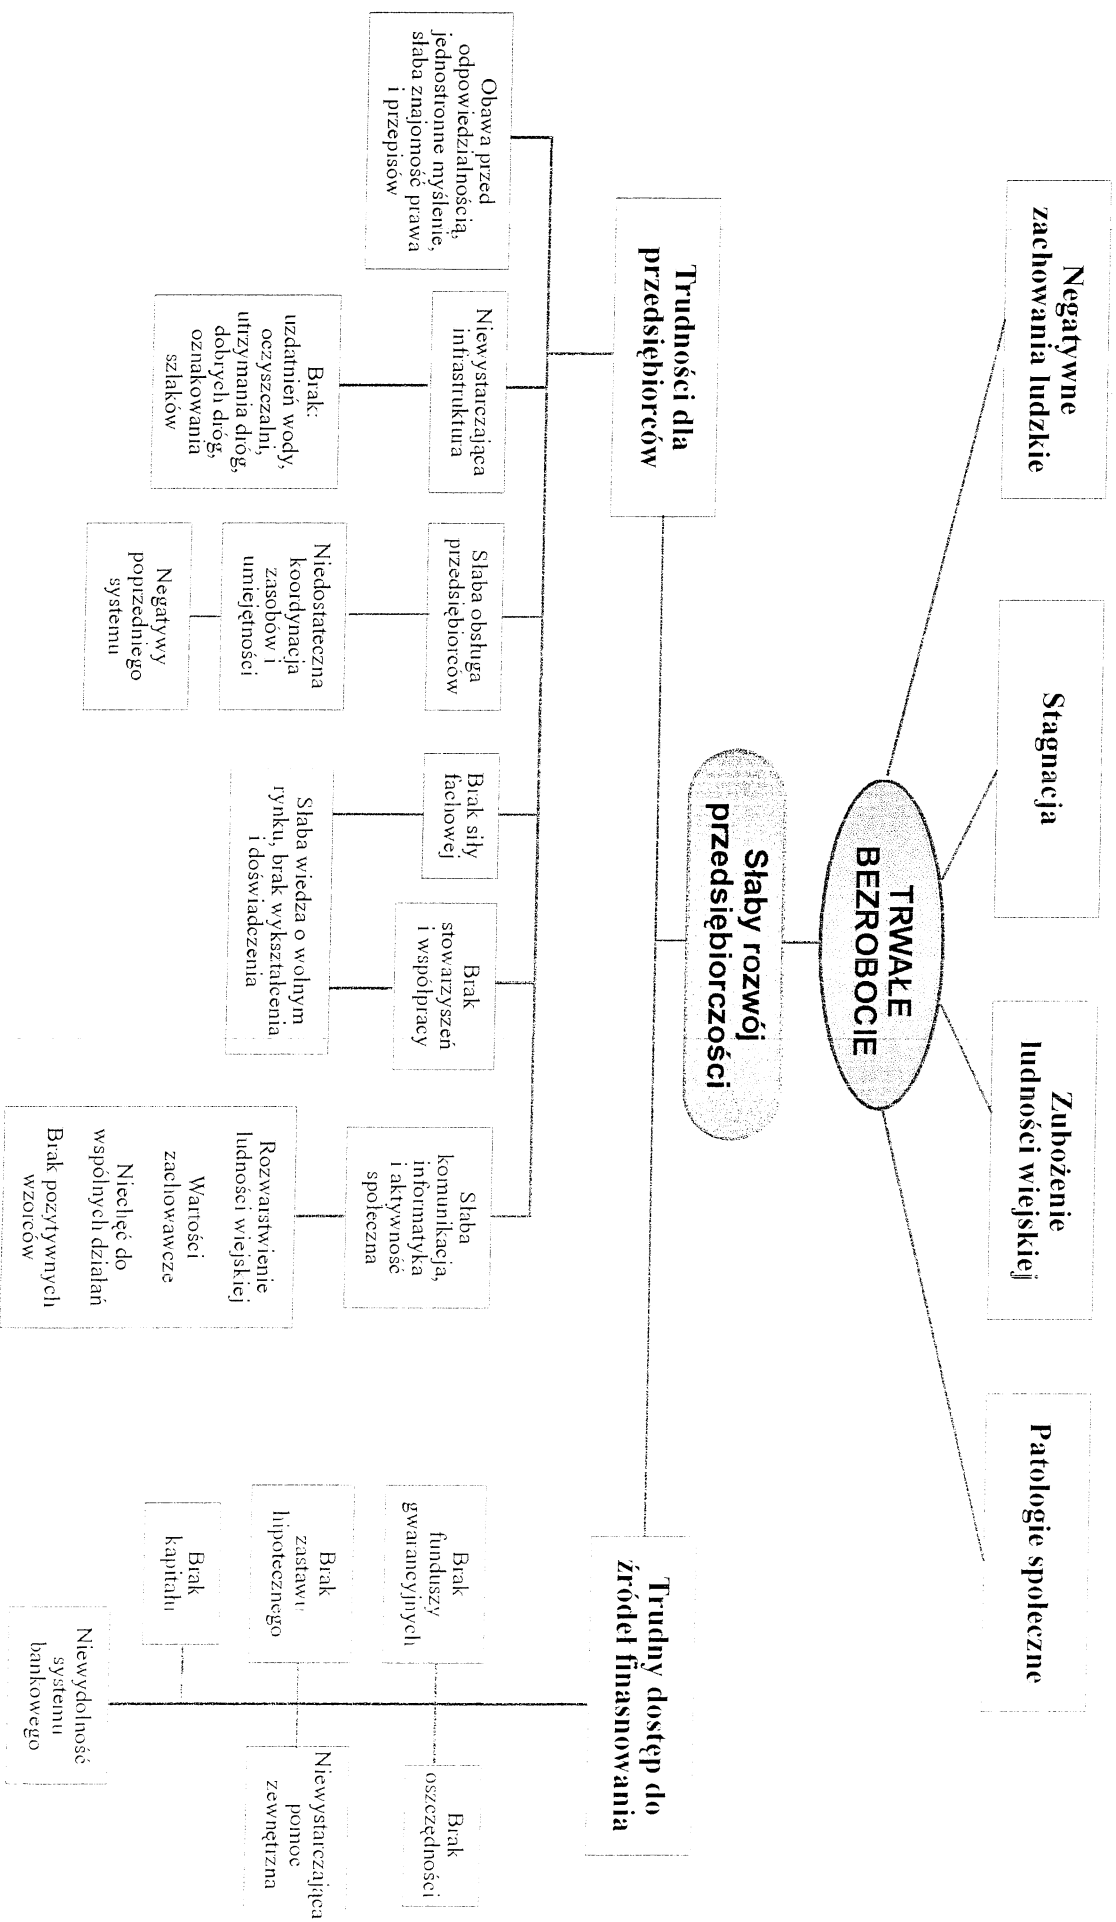 Negatywne
zachowania ludzkie
Stagnacja
Zubożenie
ludności wiejskiej
Patologie społeczne
TRWAŁE
BEZROBOCIE
Słaby rozwój
przedsiębiorczości
Trudności dla
przedsiębiorców
Trudny dostęp do
źródeł finasnowania
Obawa przed
odpowiedzialnością,
jednostronne myślenie,
słaba znajomość prawa
i przepisów
Niewystarczająca
infrastruktura
Brak:
uzdatnień wody,
oczyszczalni,
utrzymania dróg,
dobrych dróg,
oznakowania
szlaków
Słaba obsługa
przedsiębiorców
Niedostateczna
koordynacja
zasobów i
umiejętności
Negatywy
poprzedniego
systemu
Brak siły
fachowej
Brak
stowarzyszeń
i współpracy
Słaba wiedza o wolnym
rynku, brak wykształcenia
i doświadczenia
Słaba
komunikacja,
informatyka
i aktywność
społeczna
Rozwarstwienie
ludności wiejskiej
Wartości
zachowawcze
Niechęć do
wspólnych działań
Brak pozytywnych
wzorców
Brak
funduszy
gwarancyjnych
Brak
oszczędności
Brak
zastawu
hipotecznego
Niewystarczająca
pomoc
zewnętrzna
Brak
kapitału
Niewydolność
systemu
bankowego